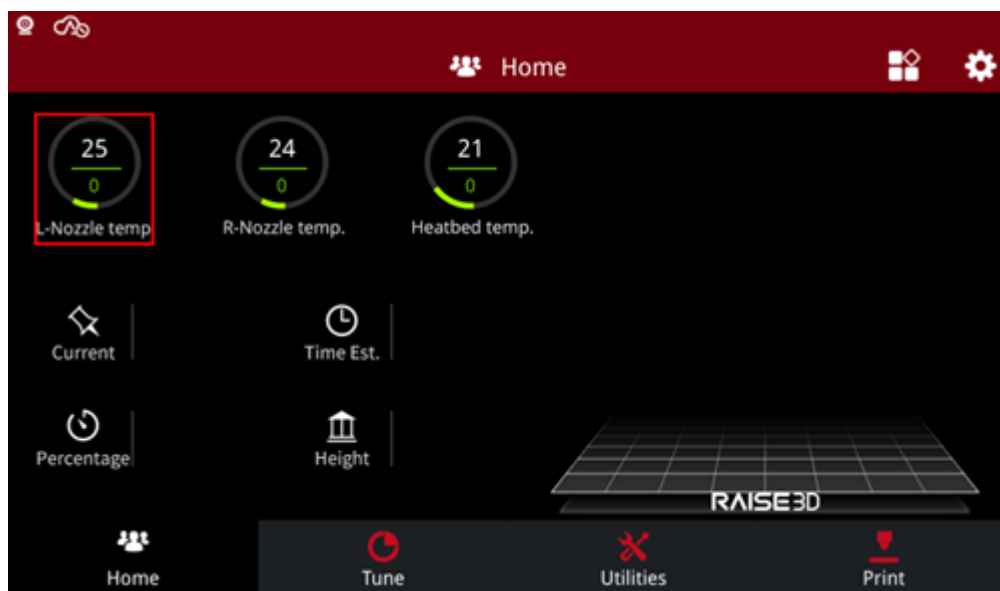 Home
25
0
L-Nozzle temp
24
0
R-Nozzle temp.
21
0
Heatbed temp.
Current
Time Est.
Percentage
Height
RAISE3D
Home
Tune
Utilities
Print